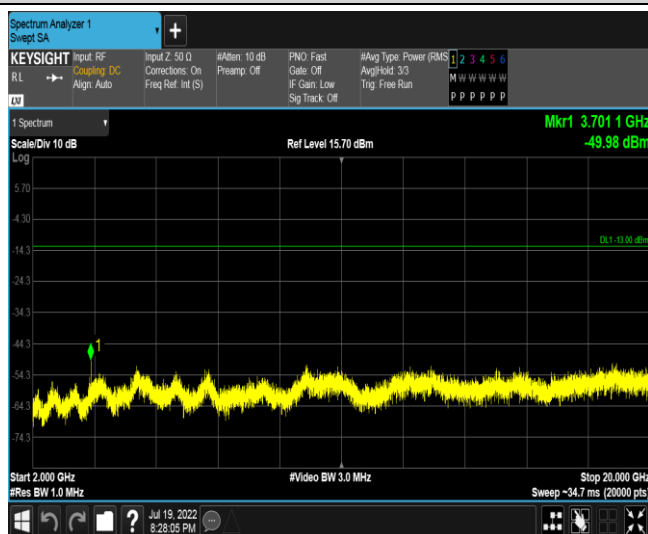 Spectrum Analyzer 1
Swept SA
+
KEYSIGHT
RL
LXI
Input: RF
Coupling: DC
Align: Auto
Input Z: 50 Ω
Corrections: On
Freq Ref: Int (S)
#Atten: 10 dB
Preamp: Off
PNO: Fast
Gate: Off
IF Gain: Low
Sig Track: Off
#Avg Type: Power (RMS
Avg|Hold: 3/3
Trig: Free Run
1 2 3 4 5 6
M W W W W W
P P P P P P
1 Spectrum
Mkr1 3.701 1 GHz
Scale/Div 10 dB
Ref Level 15.70 dBm
-49.98 dBm
Log
5.70
-4.30
DL1 -13.00 dBm
-14.3
-24.3
-34.3
-44.3
1
-54.3
-64.3
-74.3
Start 2.000 GHz
#Video BW 3.0 MHz
Stop 20.000 GHz
#Res BW 1.0 MHz
Sweep ~34.7 ms (20000 pts)
?
Jul 19, 2022
8:28:05 PM